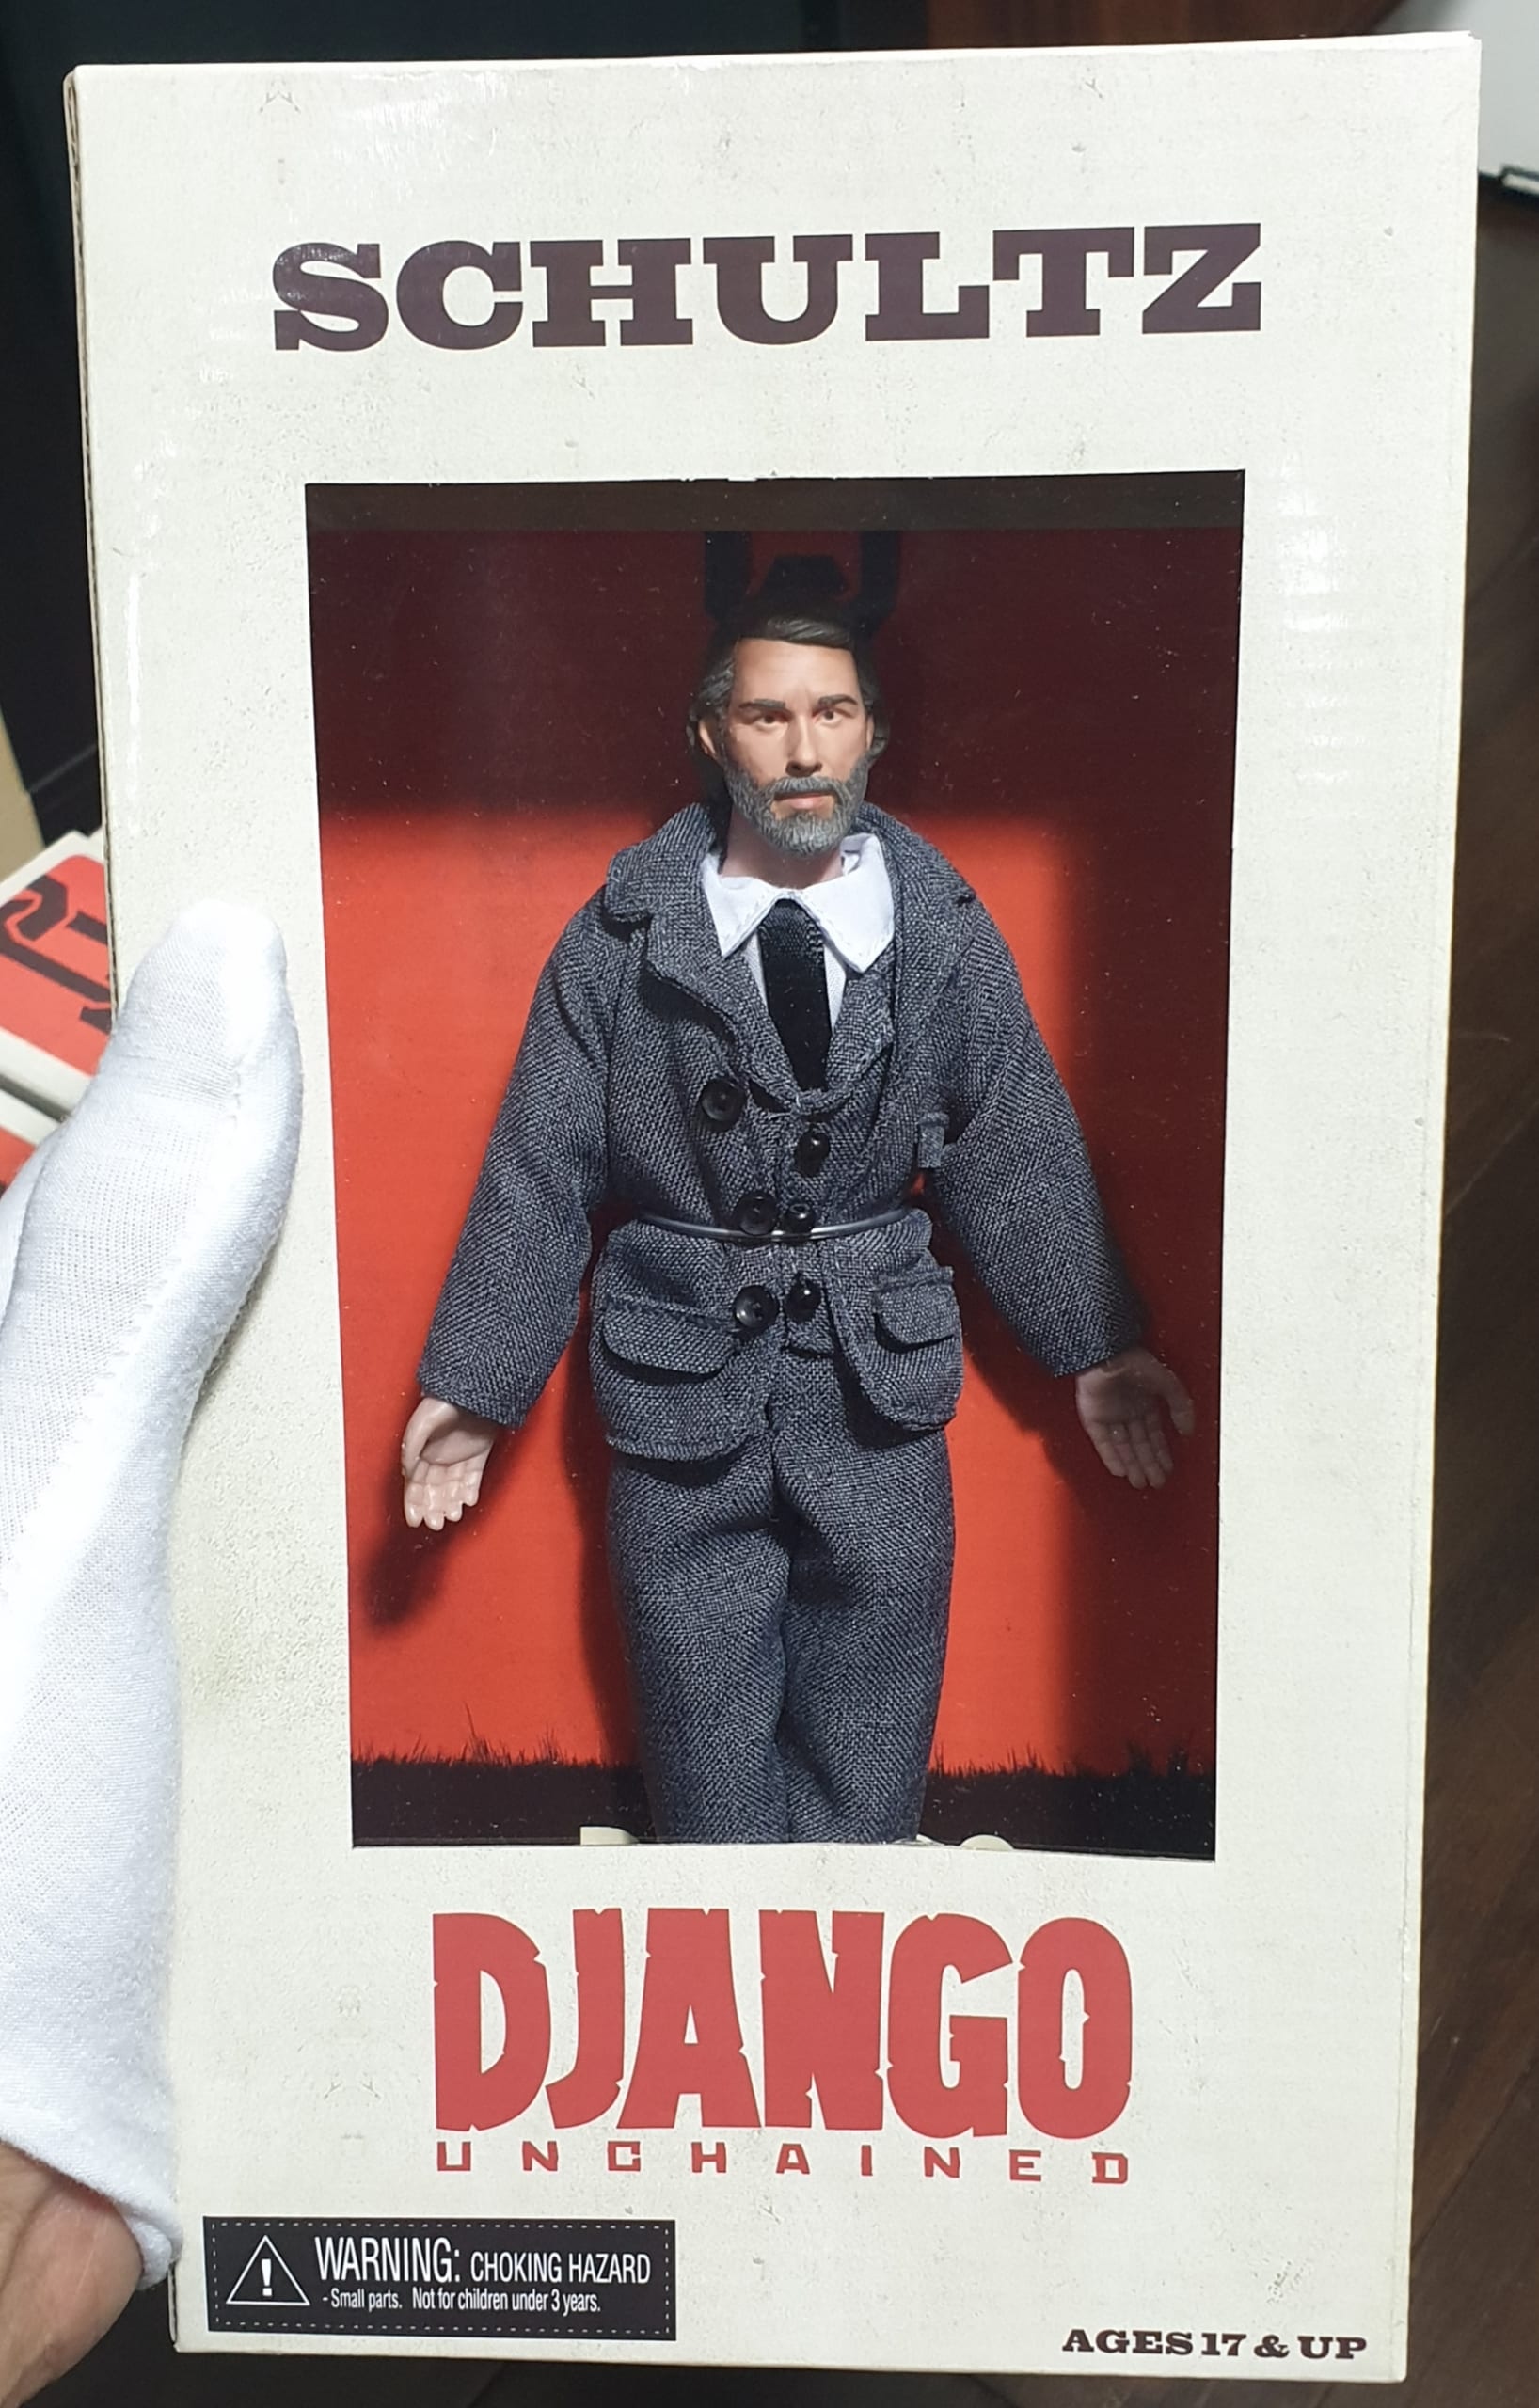 SCHULTZ
DJANGO
UNCHAINED
WARNING: CHOKING HAZARD
- Small parts. Not for children under 3 years.
AGES 17 & UP